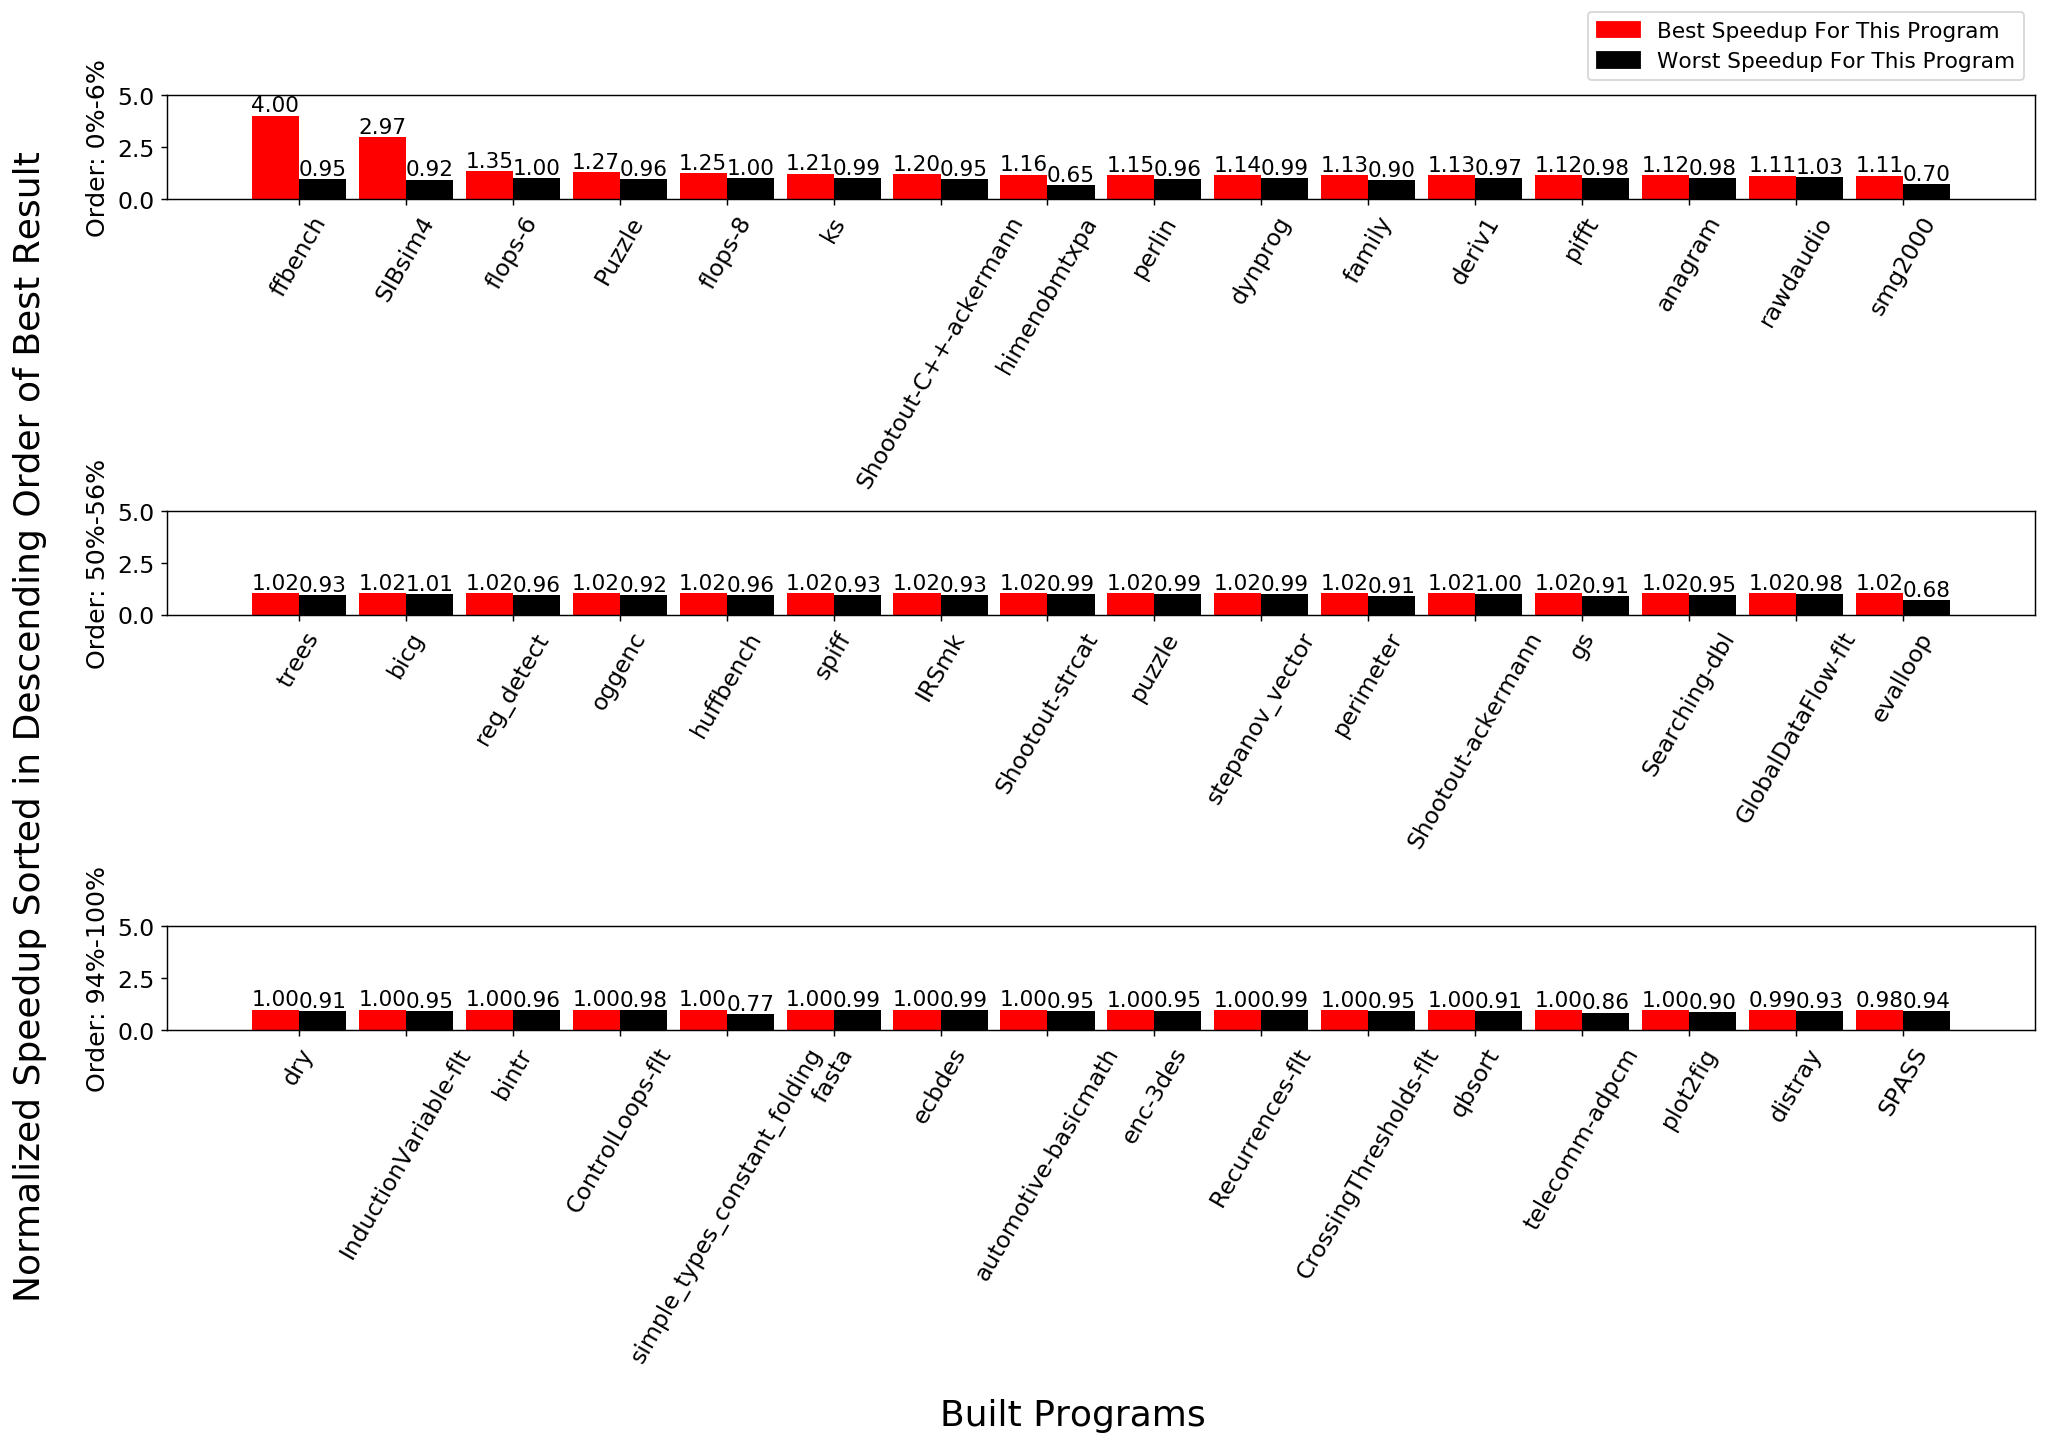 Best Speedup For This Program
Worst Speedup For This Program
Normalized Speedup Sorted in Descending Order of Best Result
Order: 0%-6%
5.0
2.5
0.0
4.00 0.95 2.97 0.92 1.35 1.00 1.27 0.96 1.25 1.00 1.21 0.99 1.20 0.95 1.16 0.65 1.15 0.96 1.14 0.99 1.13 0.90 1.13 0.97 1.12 0.98 1.12 0.98 1.11 1.03 1.11 0.70
ffbench
SIBsim4
flops-6
Puzzle
flops-8
ks
Shootout-C++-ackermann
himenobmtxpa
perlin
dynprog
family
deriv1
pifft
anagram
rawdaudio
smg2000
Order: 50%-56%
5.0
2.5
0.0
1.02 0.93 1.02 1.01 1.02 0.96 1.02 0.92 1.02 0.96 1.02 0.93 1.02 0.93 1.02 0.99 1.02 0.99 1.02 0.99 1.02 0.91 1.02 1.00 1.02 0.91 1.02 0.95 1.02 0.98 1.02 0.68
trees
bicg
reg_detect
oggenc
huffbench
spiff
IRSmk
Shootout-strcat
puzzle
stepanov_vector
perimeter
Shootout-ackermann
gs
Searching-dbl
GlobalDataFlow-flt
evalloop
Order: 94%-100%
5.0
2.5
0.0
1.00 0.91 1.00 0.95 1.00 0.96 1.00 0.98 1.00 0.77 1.00 0.99 1.00 0.99 1.00 0.95 1.00 0.95 1.00 0.99 1.00 0.95 1.00 0.91 1.00 0.86 1.00 0.90 0.99 0.93 0.98 0.94
dry
InductionVariable-flt
bintr
ControlLoops-flt
simple_types_constant_folding
fasta
ecbdes
automotive-basicmath
enc-3des
Recurrences-flt
CrossingThresholds-flt
qbsort
telecomm-adpcm
plot2fig
distray
SPASS
Built Programs